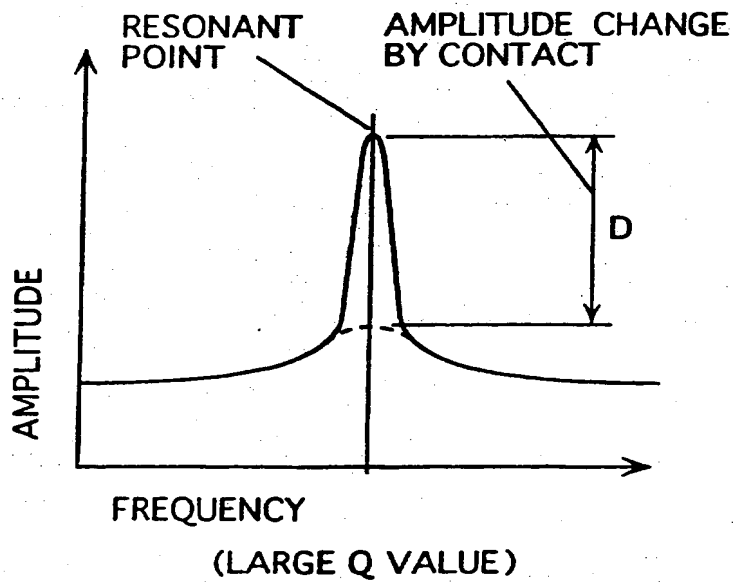 RESONANT
POINT
AMPLITUDE CHANGE
BY CONTACT
D
AMPLITUDE
FREQUENCY
(LARGE Q VALUE)